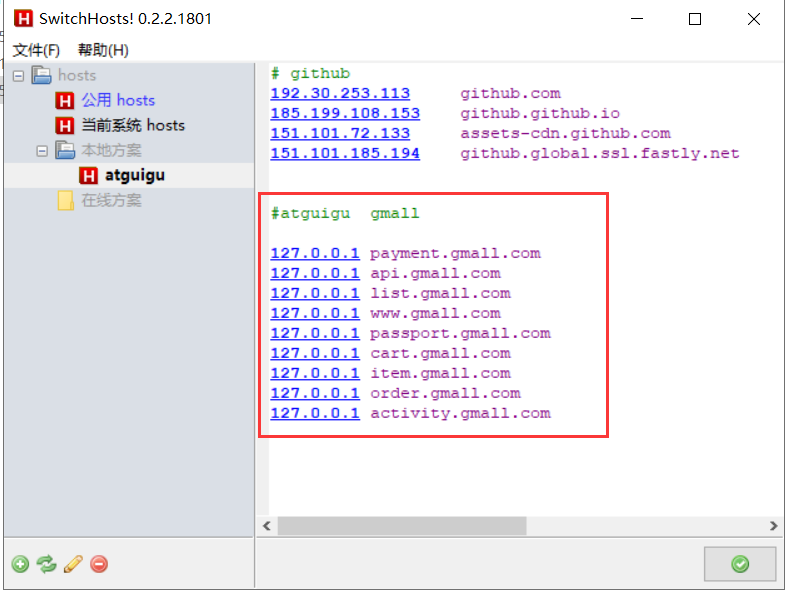 SwitchHosts! 0.2.2.1801
文件(F) 帮助(H)
hosts
公用 hosts
当前系统 hosts
本地方案
atguigu
在线方案
# github
192.30.253.113 github.com
185.199.108.153 github.github.io
151.101.72.133 assets-cdn.github.com
151.101.185.194 github.global.ssl.fastly.net
#atguigu gmall
127.0.0.1 payment.gmall.com
127.0.0.1 api.gmall.com
127.0.0.1 list.gmall.com
127.0.0.1 www.gmall.com
127.0.0.1 passport.gmall.com
127.0.0.1 cart.gmall.com
127.0.0.1 item.gmall.com
127.0.0.1 order.gmall.com
127.0.0.1 activity.gmall.com